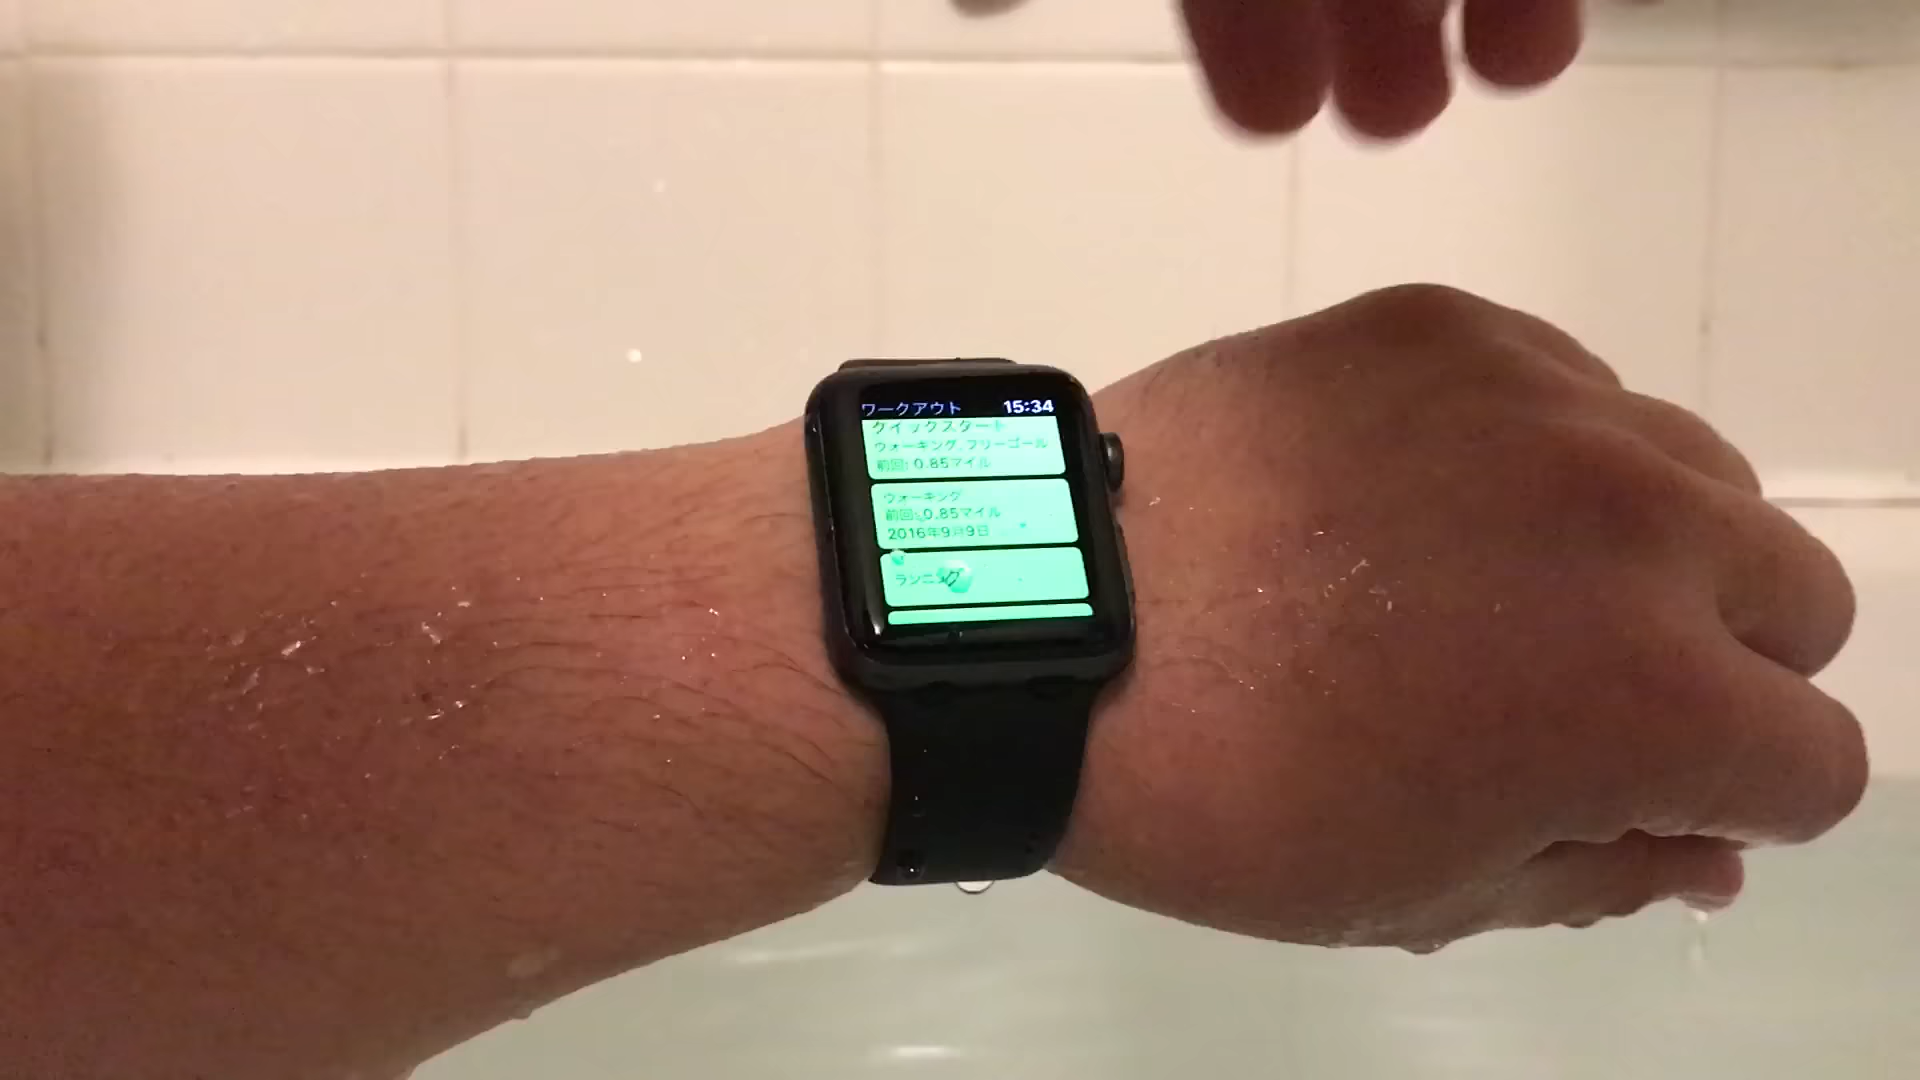 ワークアウト 15:34
クイックスタート
ウォーキング, フリーゴール
前回: 0.85マイル
ウォーキング
前回: 0.85マイル
2016年9月9日
ランニング